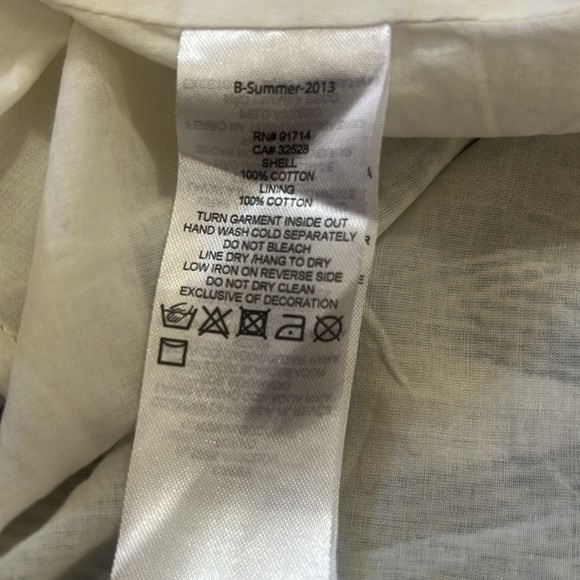 B-Summer-2013
RN# 91714
CA# 32528
SHELL
100% COTTON
LINING
100% COTTON
TURN GARMENT INSIDE OUT
HAND WASH COLD SEPARATELY
DO NOT BLEACH
LINE DRY /HANG TO DRY
LOW IRON ON REVERSE SIDE
DO NOT DRY CLEAN
EXCLUSIVE OF DECORATION